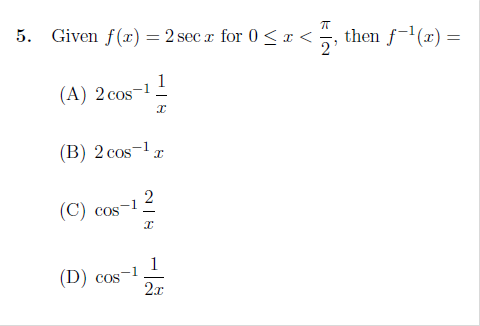 5. Given f(x) = 2 sec x for 0 ≤ x < π/2, then f⁻¹(x) =
(A) 2 cos⁻¹ 1/x
(B) 2 cos⁻¹ x
(C) cos⁻¹ 2/x
(D) cos⁻¹ 1/2x